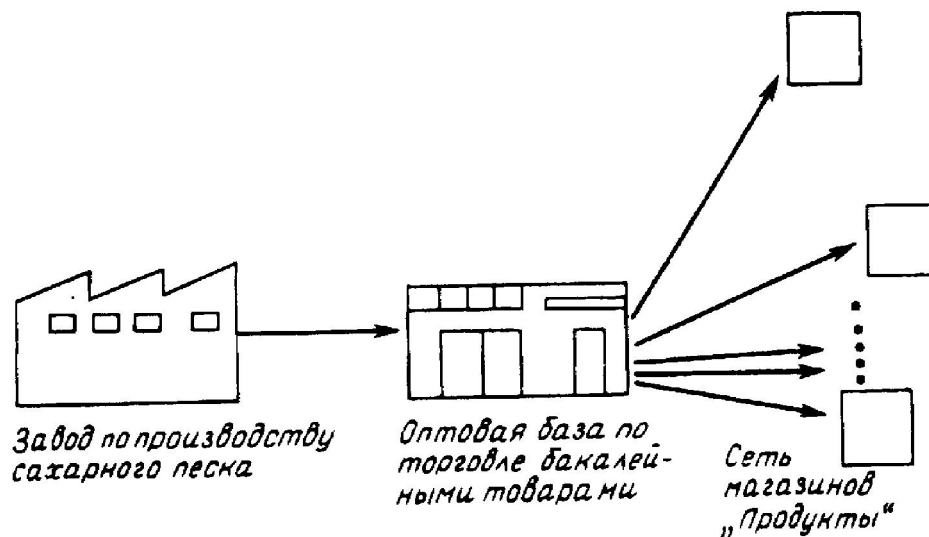 Завод по производству
сахарного песка
Оптовая база по
торговле бакалей-
ными товарами
Сеть
магазинов
„Продукты“